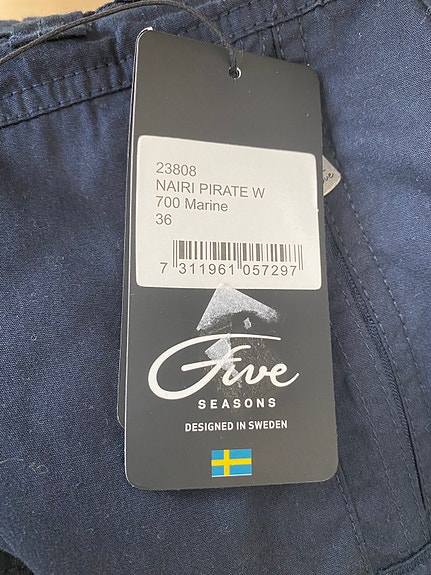 23808
NAIRI PIRATE W
700 Marine
36
7 311961 057297
Five
SEASONS
DESIGNED IN SWEDEN